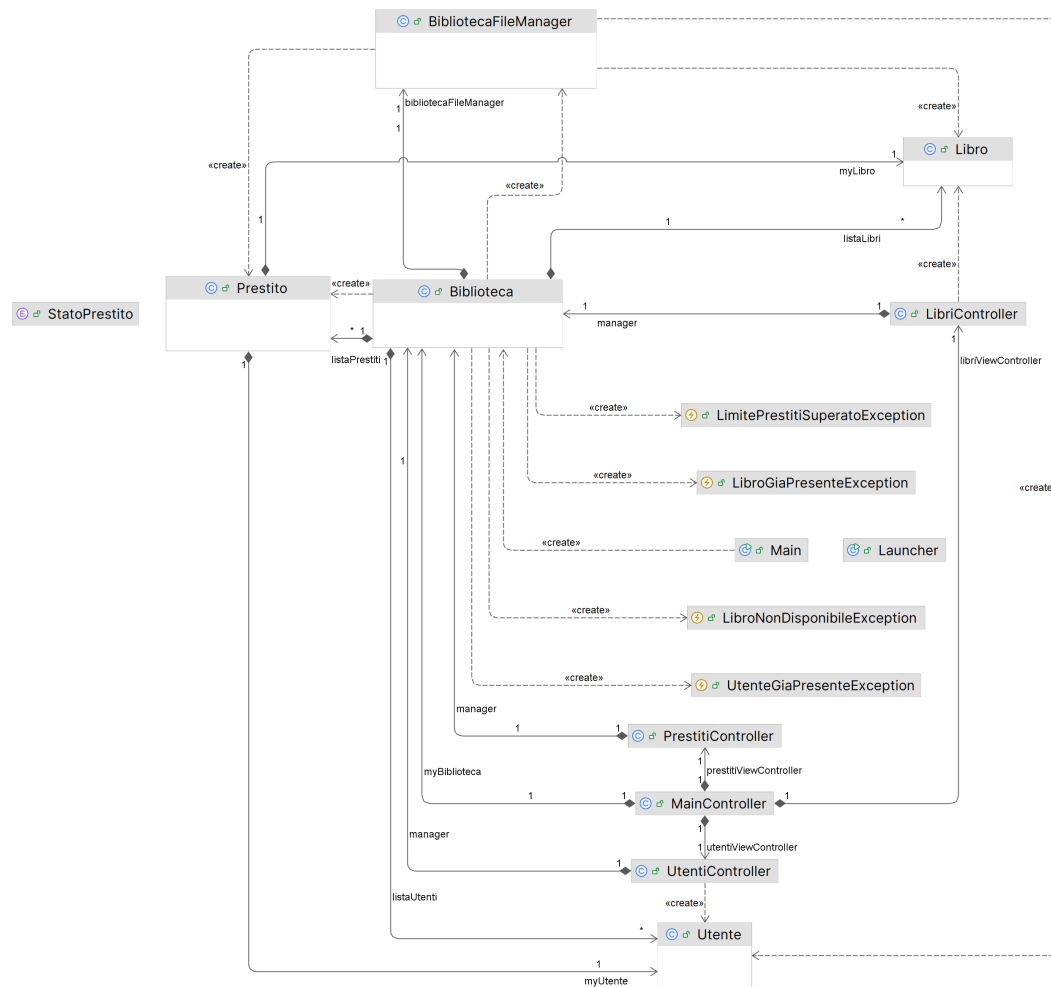 BibliotecaFileManager
bibliotecaFileManager
1
1
«create»
Libro
1
myLibro
«create»
«create»
1
1
*
listaLibri
«create»
Prestito
«create»
Biblioteca
StatoPrestito
1
manager
1
LibriController
*
1
listaPrestiti
1
1
1
libriViewController
LimitePrestitiSuperatoException
«create»
1
LibroGiaPresenteException
«create»
«create
«create»
Main
Launcher
LibroNonDisponibileException
«create»
UtenteGiaPresenteException
«create»
manager
1
1
PrestitiController
1
prestitiViewController
myBiblioteca
1
1
1
MainController
1
1
manager
1
utentiViewController
1
UtentiController
listaUtenti
«create»
*
Utente
1
myUtente